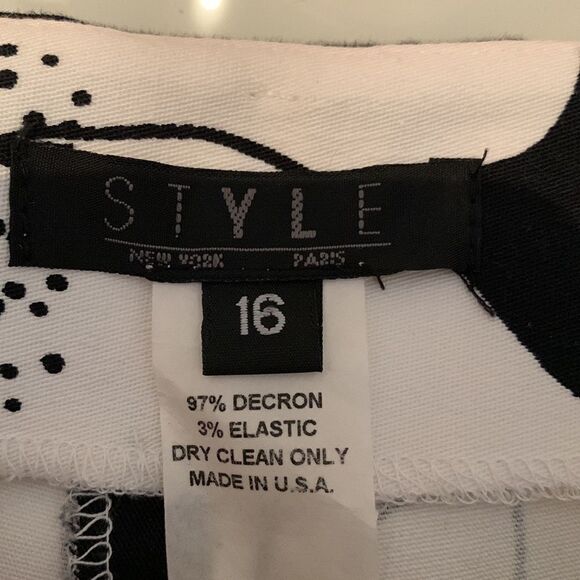 STYLE
NEW YORK PARIS
16
97% DECRON
3% ELASTIC
DRY CLEAN ONLY
MADE IN U.S.A.